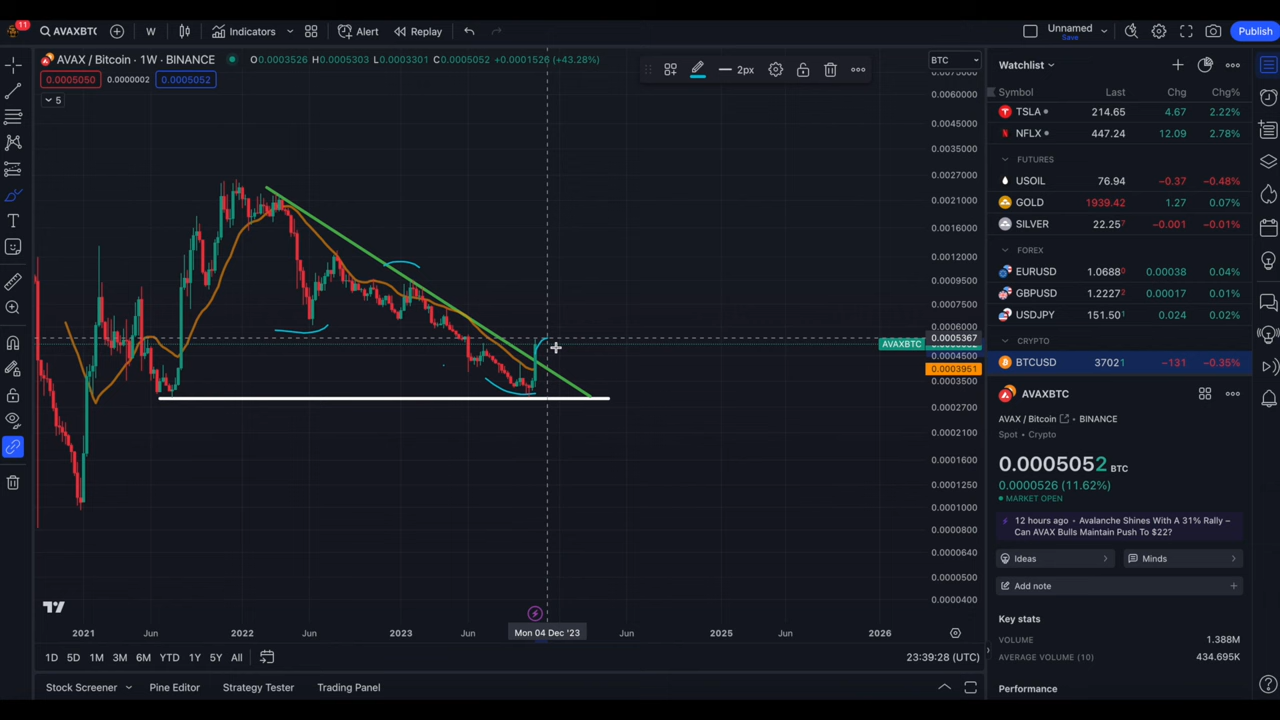 11
AVAXBTC
W
Indicators
Alert
Replay
Unnamed
Save
Publish
AVAX / Bitcoin · 1W · BINANCE
O0.0003526 H0.0005303 L0.0003301 C0.0005052 +0.0001526 (+43.28%)
0.0005050
0.0000002
0.0005052
5
2px
BTC
0.0060000
0.0045000
0.0035000
0.0027000
0.0021000
0.0016000
0.0012000
0.0009500
0.0007500
0.0006000
0.0005367
AVAXBTC
0.0004500
0.0003951
0.0003500
0.0002700
0.0002100
0.0001600
0.0001250
0.0001000
0.0000800
0.0000640
0.0000500
0.0000400
2021
Jun
2022
Jun
2023
Jun
Mon 04 Dec '23
Jun
2025
Jun
2026
1D 5D 1M 3M 6M YTD 1Y 5Y All
23:39:28 (UTC)
Stock Screener
Pine Editor
Strategy Tester
Trading Panel
Watchlist
Symbol Last Chg Chg%
TSLA 214.65 4.67 2.22%
NFLX 447.24 12.09 2.78%
FUTURES
USOIL 76.94 −0.37 −0.48%
GOLD 1939.42 1.27 0.07%
SILVER 22.257 −0.001 −0.01%
FOREX
EURUSD 1.06880 0.00038 0.04%
GBPUSD 1.22277 0.00017 0.01%
USDJPY 151.501 0.024 0.02%
CRYPTO
BTCUSD 37021 −131 −0.35%
AVAXBTC
AVAX / Bitcoin BINANCE
Spot • Crypto
0.0005052 BTC
0.0000526 (11.62%)
MARKET OPEN
12 hours ago • Avalanche Shines With A 31% Rally –
Can AVAX Bulls Maintain Push To $22?
Ideas
Minds
Add note
Key stats
VOLUME 1.388M
AVERAGE VOLUME (10) 434.695K
Performance